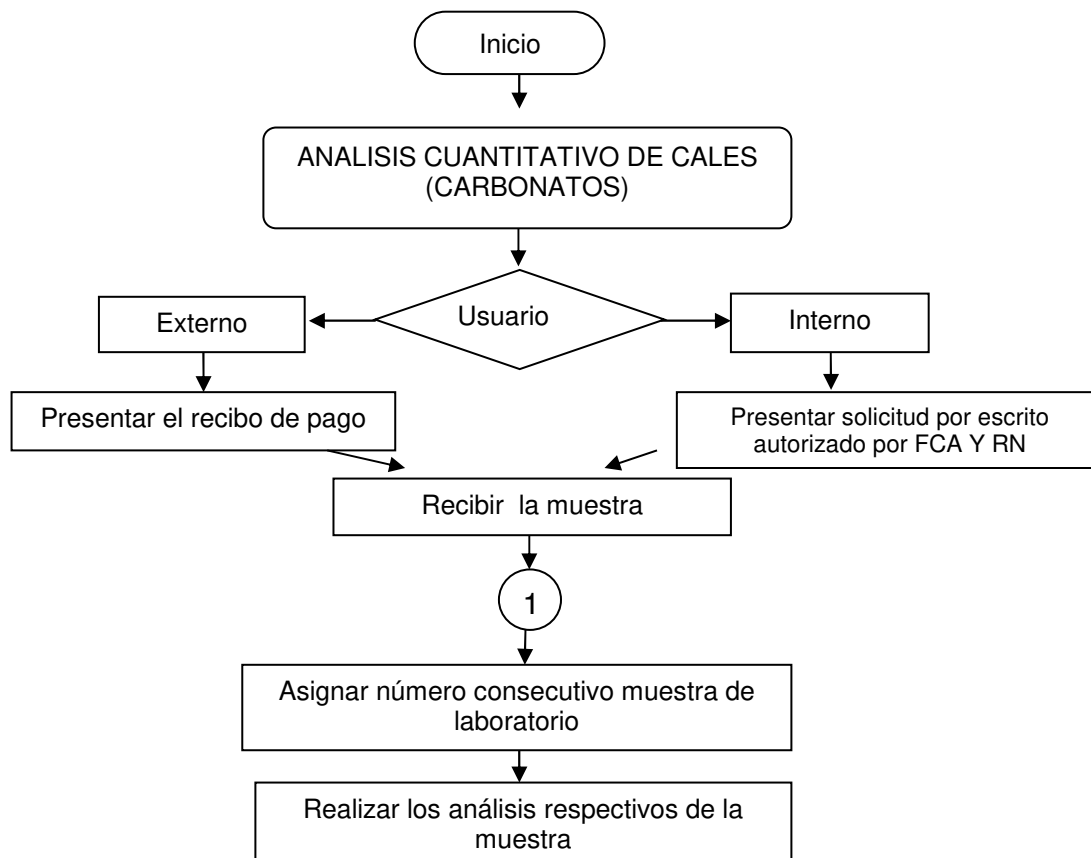 Inicio
ANALISIS CUANTITATIVO DE CALES
(CARBONATOS)
Externo
Usuario
Interno
Presentar el recibo de pago
Presentar solicitud por escrito
autorizado por FCA Y RN
Recibir la muestra
1
Asignar número consecutivo muestra de
laboratorio
Realizar los análisis respectivos de la
muestra